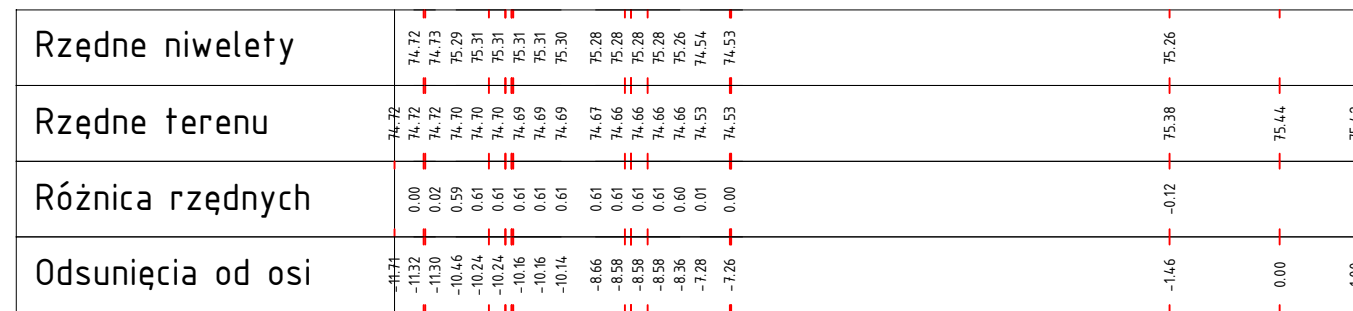 Rzędne niwelety 74.72 74.73 75.29 75.31 75.31 75.31 75.31 75.30 75.28 75.28 75.28 75.28 75.26 74.54 74.53 75.26
Rzędne terenu 74.72 74.72 74.72 74.70 74.70 74.70 74.69 74.69 74.69 74.67 74.66 74.66 74.66 74.66 74.53 74.53 75.38 75.44
Różnica rzędnych 0.00 0.02 0.59 0.61 0.61 0.61 0.61 0.61 0.61 0.61 0.61 0.61 0.60 0.01 0.00 -0.12
Odsunięcia od osi -11.71 -11.32 -11.30 -10.46 -10.24 -10.24 -10.16 -10.16 -10.14 -8.66 -8.58 -8.58 -8.58 -8.36 -7.28 -7.26 -1.46 0.00